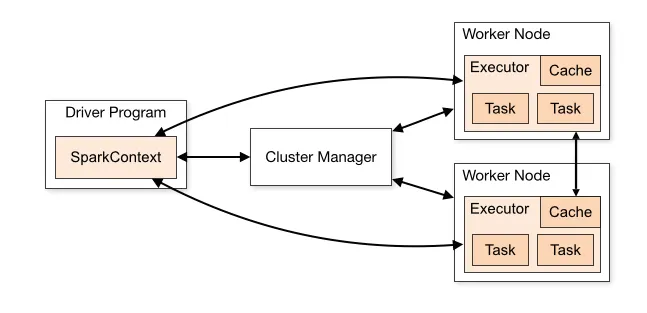 Driver Program
SparkContext
Cluster Manager
Worker Node
Executor
Cache
Task
Task
Worker Node
Executor
Cache
Task
Task